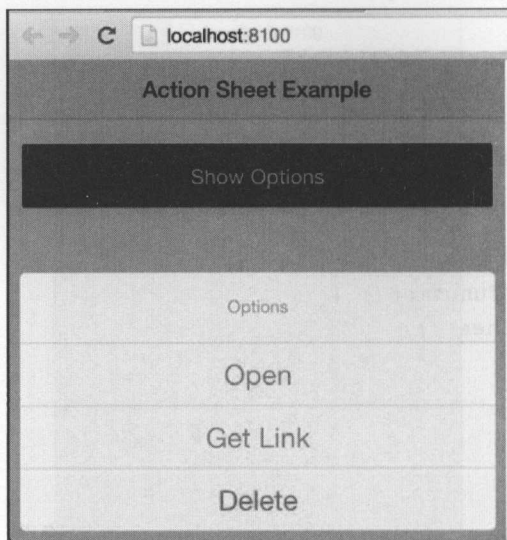 localhost:8100
Action Sheet Example
Show Options
Options
Open
Get Link
Delete